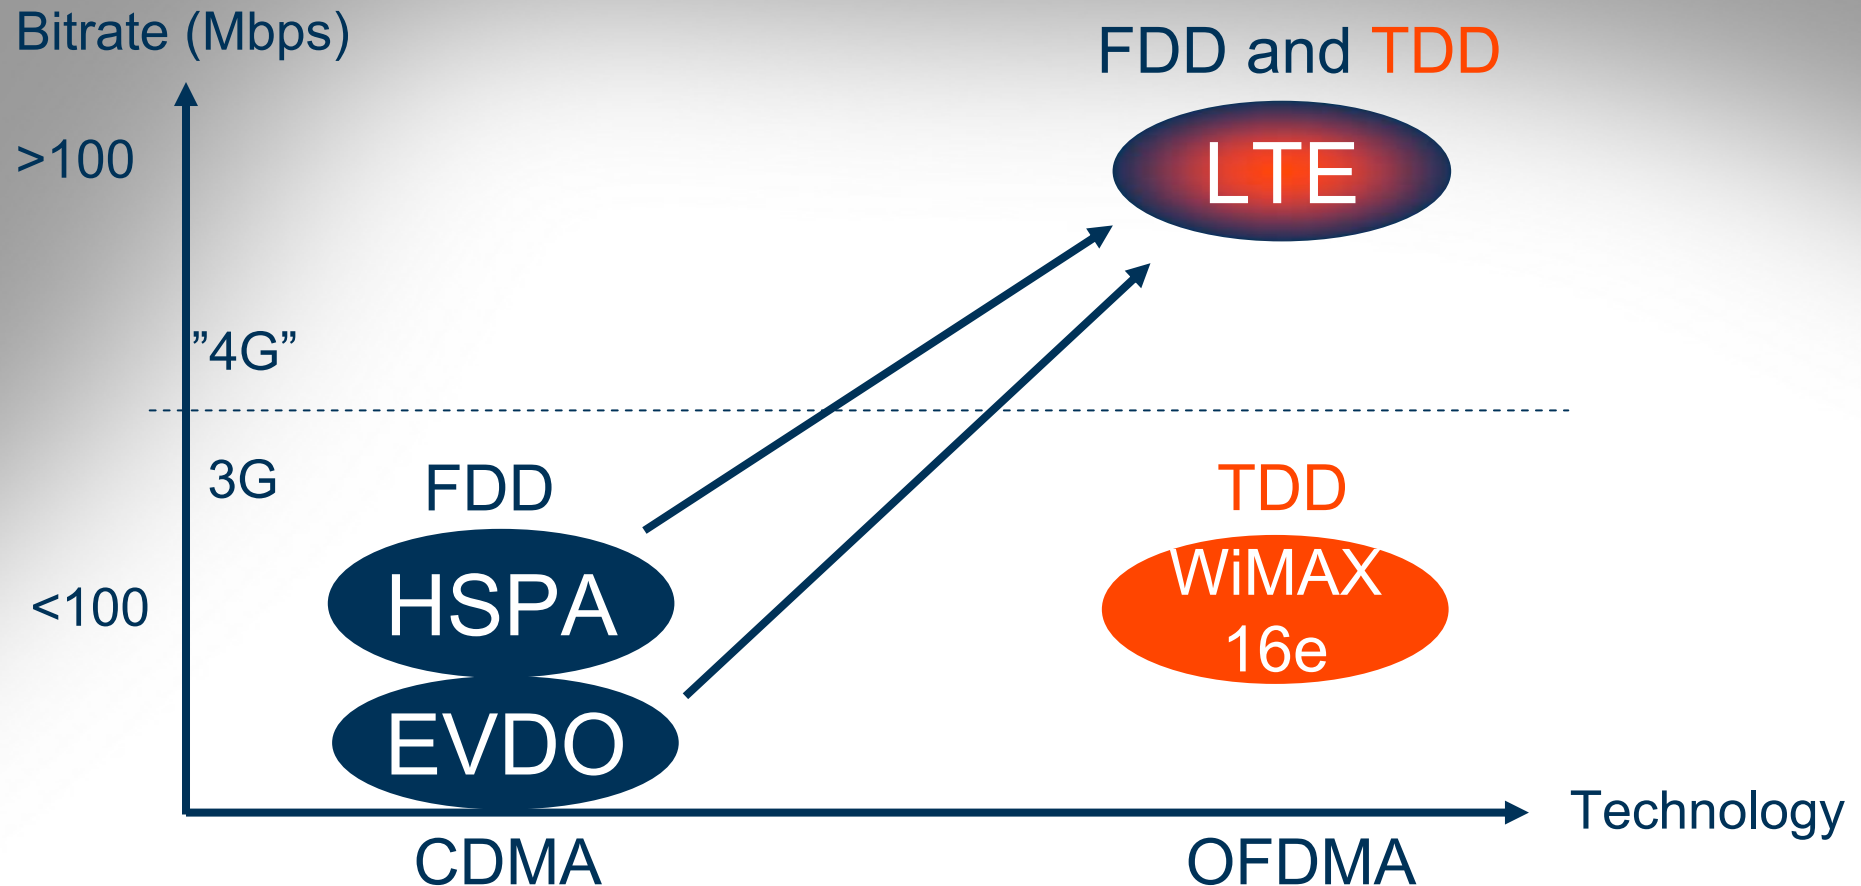 Bitrate (Mbps)
FDD and TDD
>100
LTE
”4G”
3G
FDD
TDD
HSPA
WiMAX
16e
<100
EVDO
Technology
CDMA
OFDMA